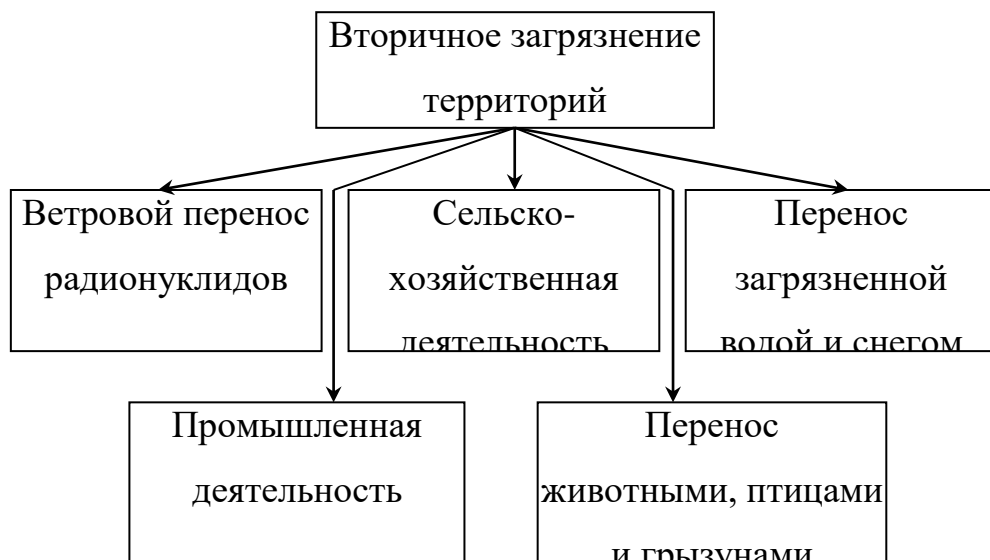 Вторичное загрязнение
территорий
Ветровой перенос
радионуклидов
Сельско-
хозяйственная
деятельность
Перенос
загрязненной
водой и снегом
Промышленная
деятельность
Перенос
животными, птицами
и грызунами